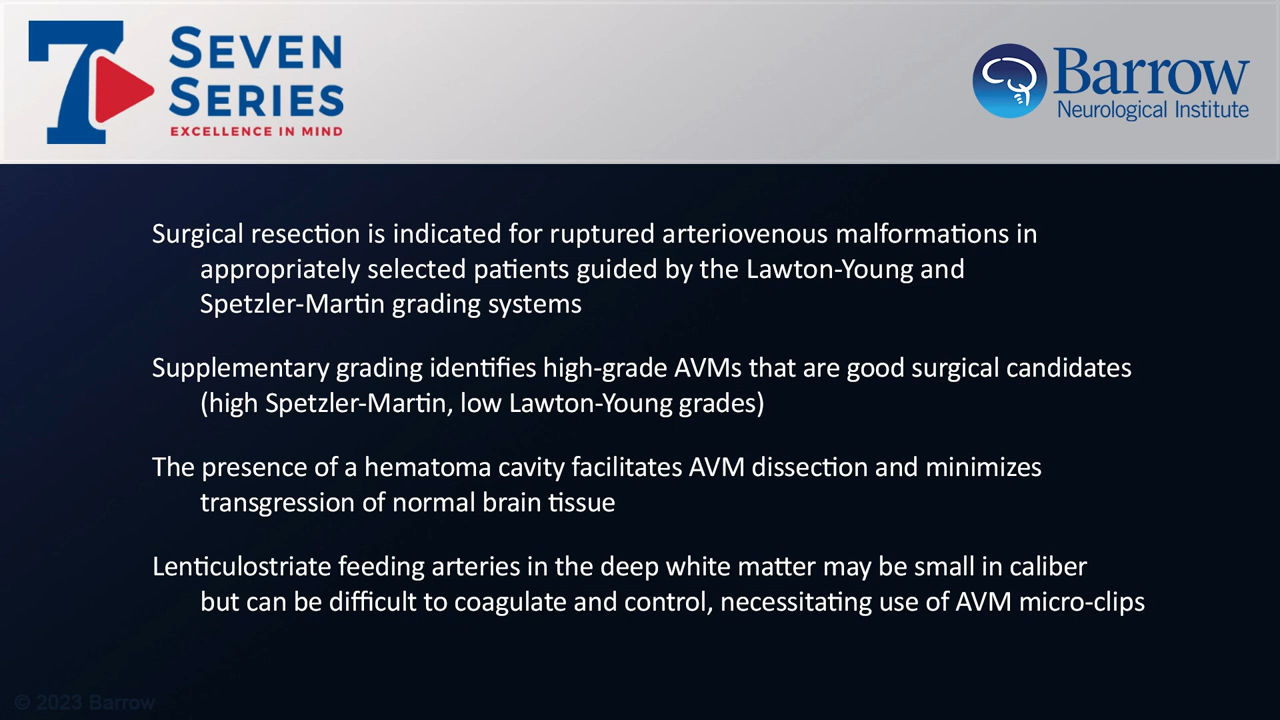 7
SEVEN
SERIES
EXCELLENCE IN MIND
Barrow
Neurological Institute
Surgical resection is indicated for ruptured arteriovenous malformations in
appropriately selected patients guided by the Lawton-Young and
Spetzler-Martin grading systems
Supplementary grading identifies high-grade AVMs that are good surgical candidates
(high Spetzler-Martin, low Lawton-Young grades)
The presence of a hematoma cavity facilitates AVM dissection and minimizes
transgression of normal brain tissue
Lenticulostriate feeding arteries in the deep white matter may be small in caliber
but can be difficult to coagulate and control, necessitating use of AVM micro-clips
© 2023 Barrow